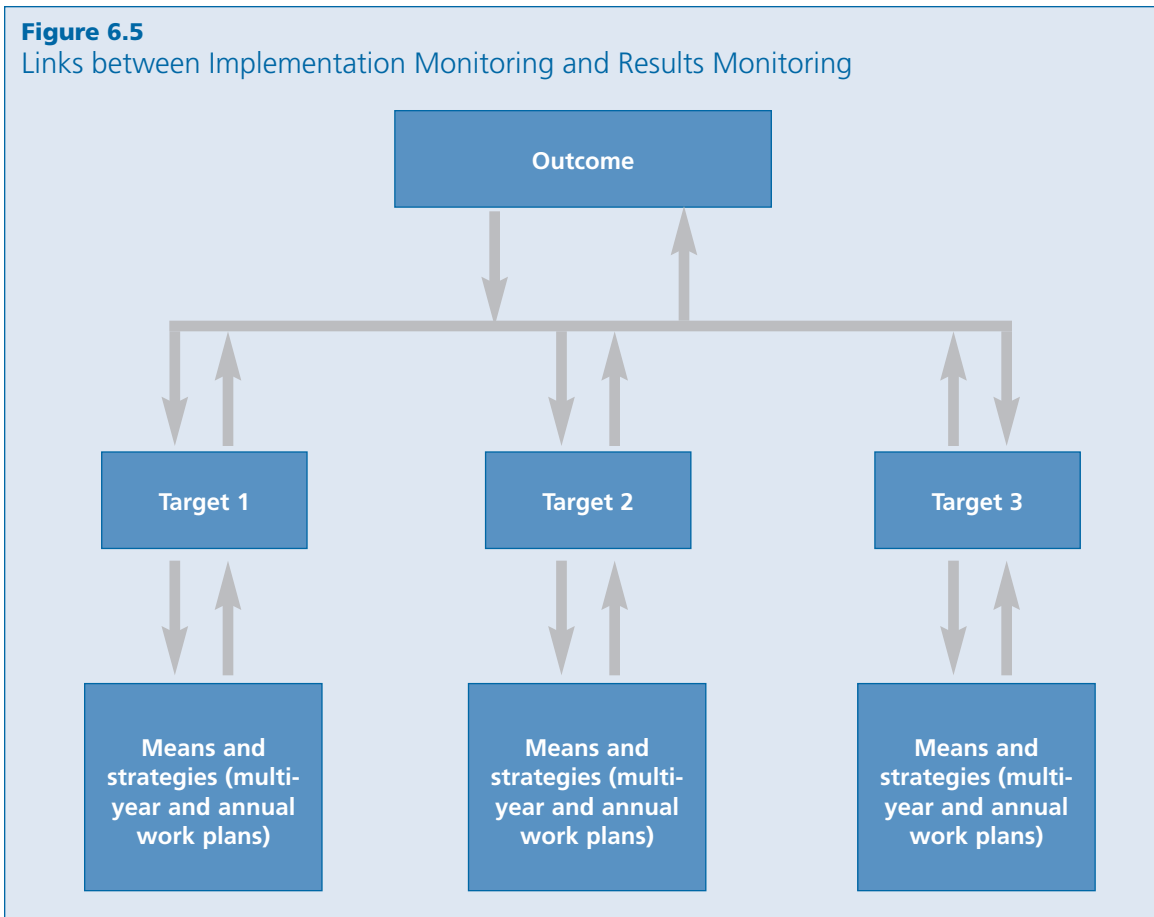 Figure 6.5
Links between Implementation Monitoring and Results Monitoring
Outcome
Target 1
Target 2
Target 3
Means and
strategies (multi-
year and annual
work plans)
Means and
strategies (multi-
year and annual
work plans)
Means and
strategies (multi-
year and annual
work plans)